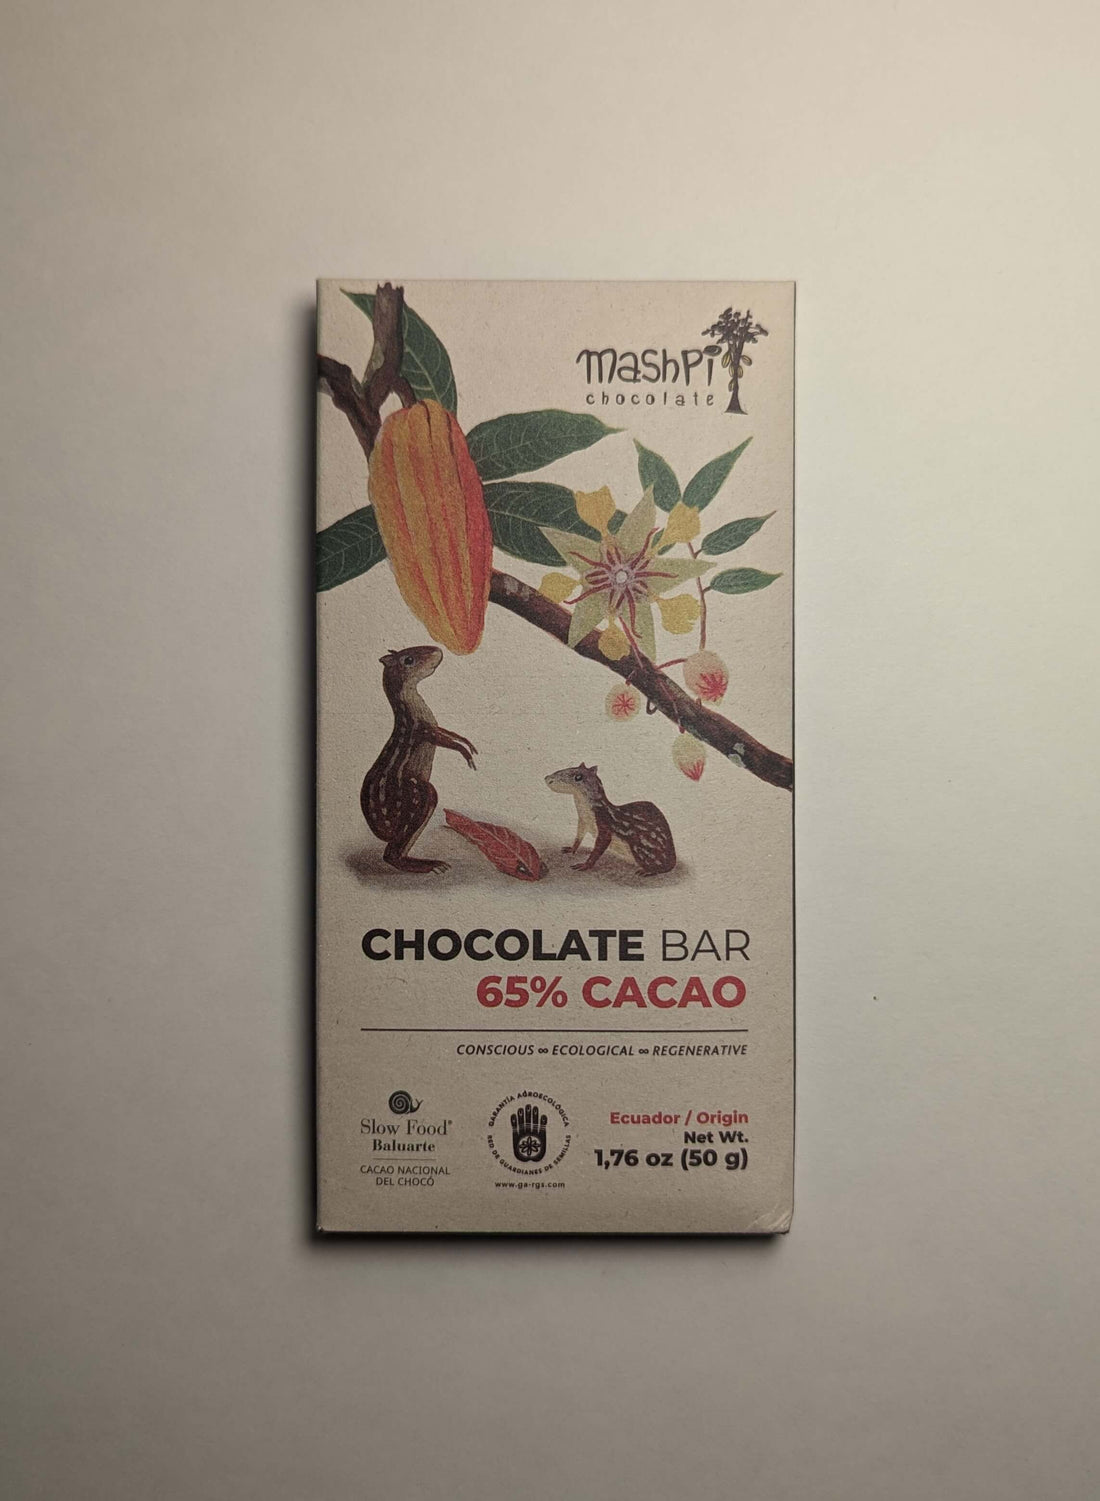 mashpi
chocolate
CHOCOLATE BAR
65% CACAO
CONSCIOUS ∞ ECOLOGICAL ∞ REGENERATIVE
Slow Food®
Baluarte
CACAO NACIONAL
DEL CHOCÓ
GARANTÍA AGROECOLÓGICA
RED DE GUARDIANES DE SEMILLAS
www.ga-rgs.com
Ecuador / Origin
Net Wt.
1,76 oz (50 g)